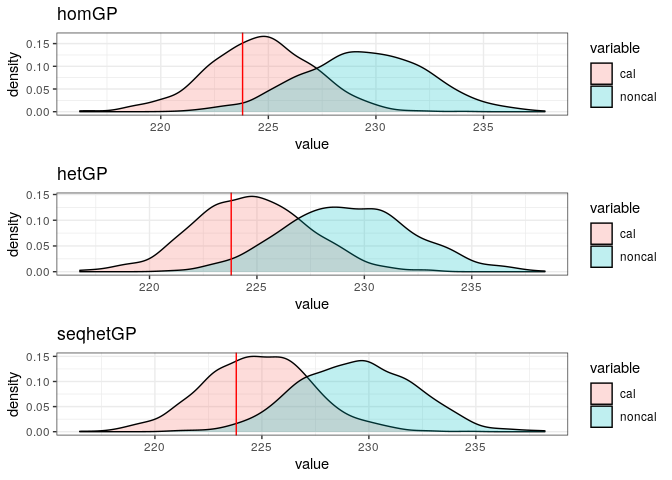 homGP
density
0.15
0.10
0.05
0.00
220
225
230
235
value
variable
cal
noncal
hetGP
density
0.15
0.10
0.05
0.00
220
225
230
235
value
variable
cal
noncal
seqhetGP
density
0.15
0.10
0.05
0.00
220
225
230
235
value
variable
cal
noncal